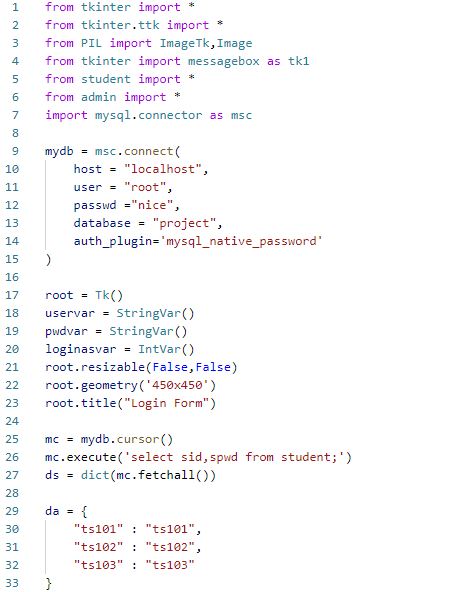 1 from tkinter import *
2 from tkinter.ttk import *
3 from PIL import ImageTk,Image
4 from tkinter import messagebox as tk1
5 from student import *
6 from admin import *
7 import mysql.connector as msc
8
9 mydb = msc.connect(
10     host = "localhost",
11     user = "root",
12     passwd ="nice",
13     database = "project",
14     auth_plugin='mysql_native_password'
15 )
16
17 root = Tk()
18 uservar = StringVar()
19 pwdvar = StringVar()
20 loginasvar = IntVar()
21 root.resizable(False,False)
22 root.geometry('450x450')
23 root.title("Login Form")
24
25 mc = mydb.cursor()
26 mc.execute('select sid,spwd from student;')
27 ds = dict(mc.fetchall())
28
29 da = {
30     "ts101" : "ts101",
31     "ts102" : "ts102",
32     "ts103" : "ts103"
33 }